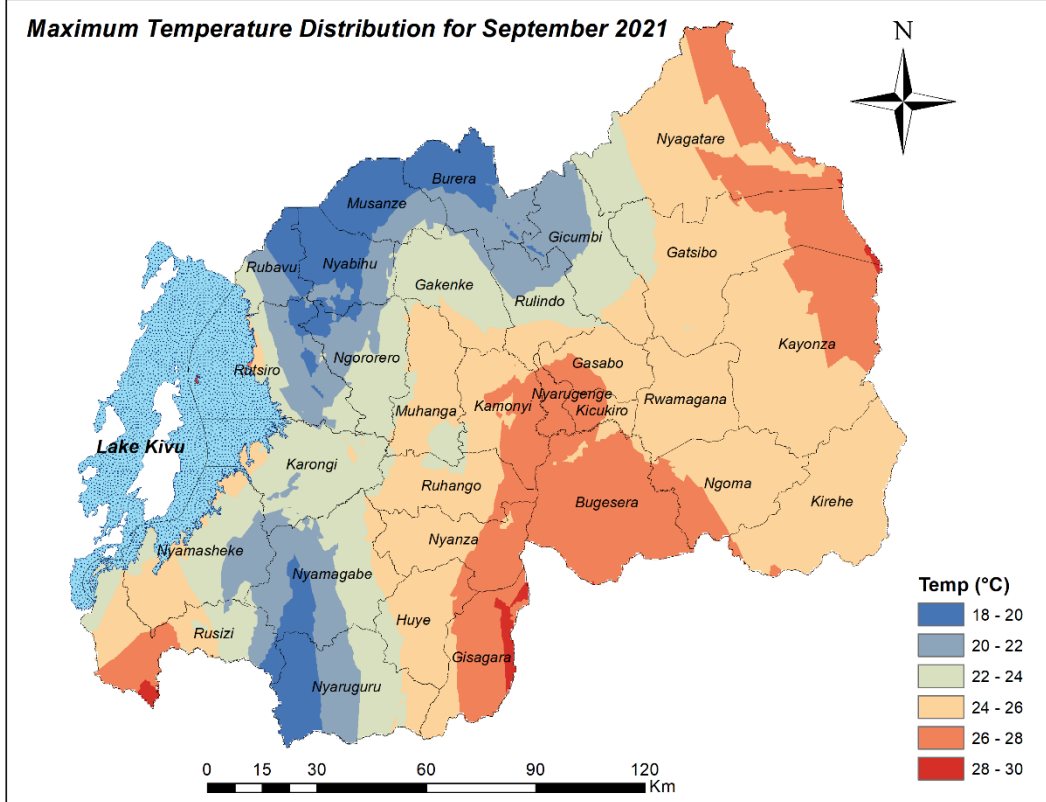 Maximum Temperature Distribution for September 2021
N
Nyagatare
Burera
Musanze
Gicumbi
Gatsibo
Rubavu
Nyabihu
Gakenke
Rulindo
Kayonza
Ngororero
Gasabo
Rutsiro
Nyarugenge
Rwamagana
Muhanga
Kamonyi
Kicukiro
Lake Kivu
Karongi
Ruhango
Ngoma
Kirehe
Bugesera
Nyanza
Nyamasheke
Nyamagabe
Huye
Rusizi
Gisagara
Nyaruguru
Temp (°C)
18 - 20
20 - 22
22 - 24
24 - 26
26 - 28
28 - 30
0 15 30 60 90 120
Km